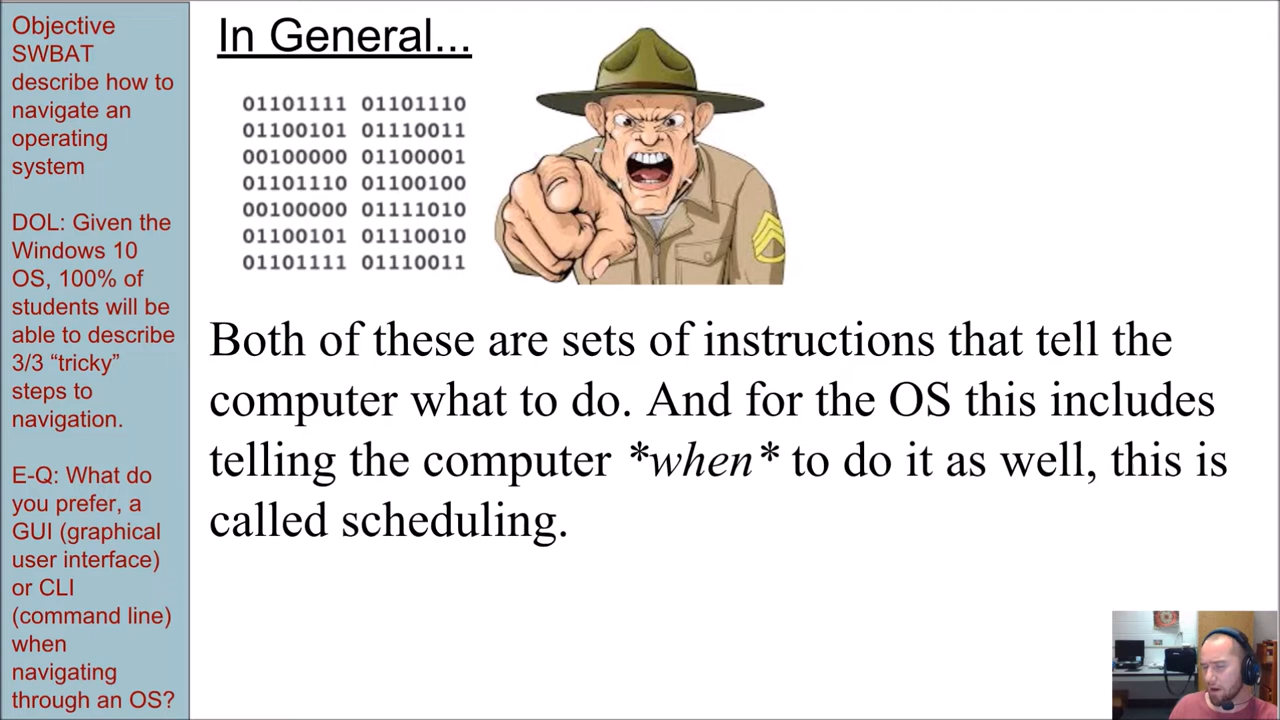 Objective
SWBAT
describe how to
navigate an
operating
system
DOL: Given the
Windows 10
OS, 100% of
students will be
able to describe
3/3 “tricky”
steps to
navigation.
E-Q: What do
you prefer, a
GUI (graphical
user interface)
or CLI
(command line)
when
navigating
through an OS?
In General...
01101111 01101110
01100101 01110011
00100000 01100001
01101110 01100100
00100000 01111010
01100101 01110010
01101111 01110011
Both of these are sets of instructions that tell the
computer what to do. And for the OS this includes
telling the computer *when* to do it as well, this is
called scheduling.